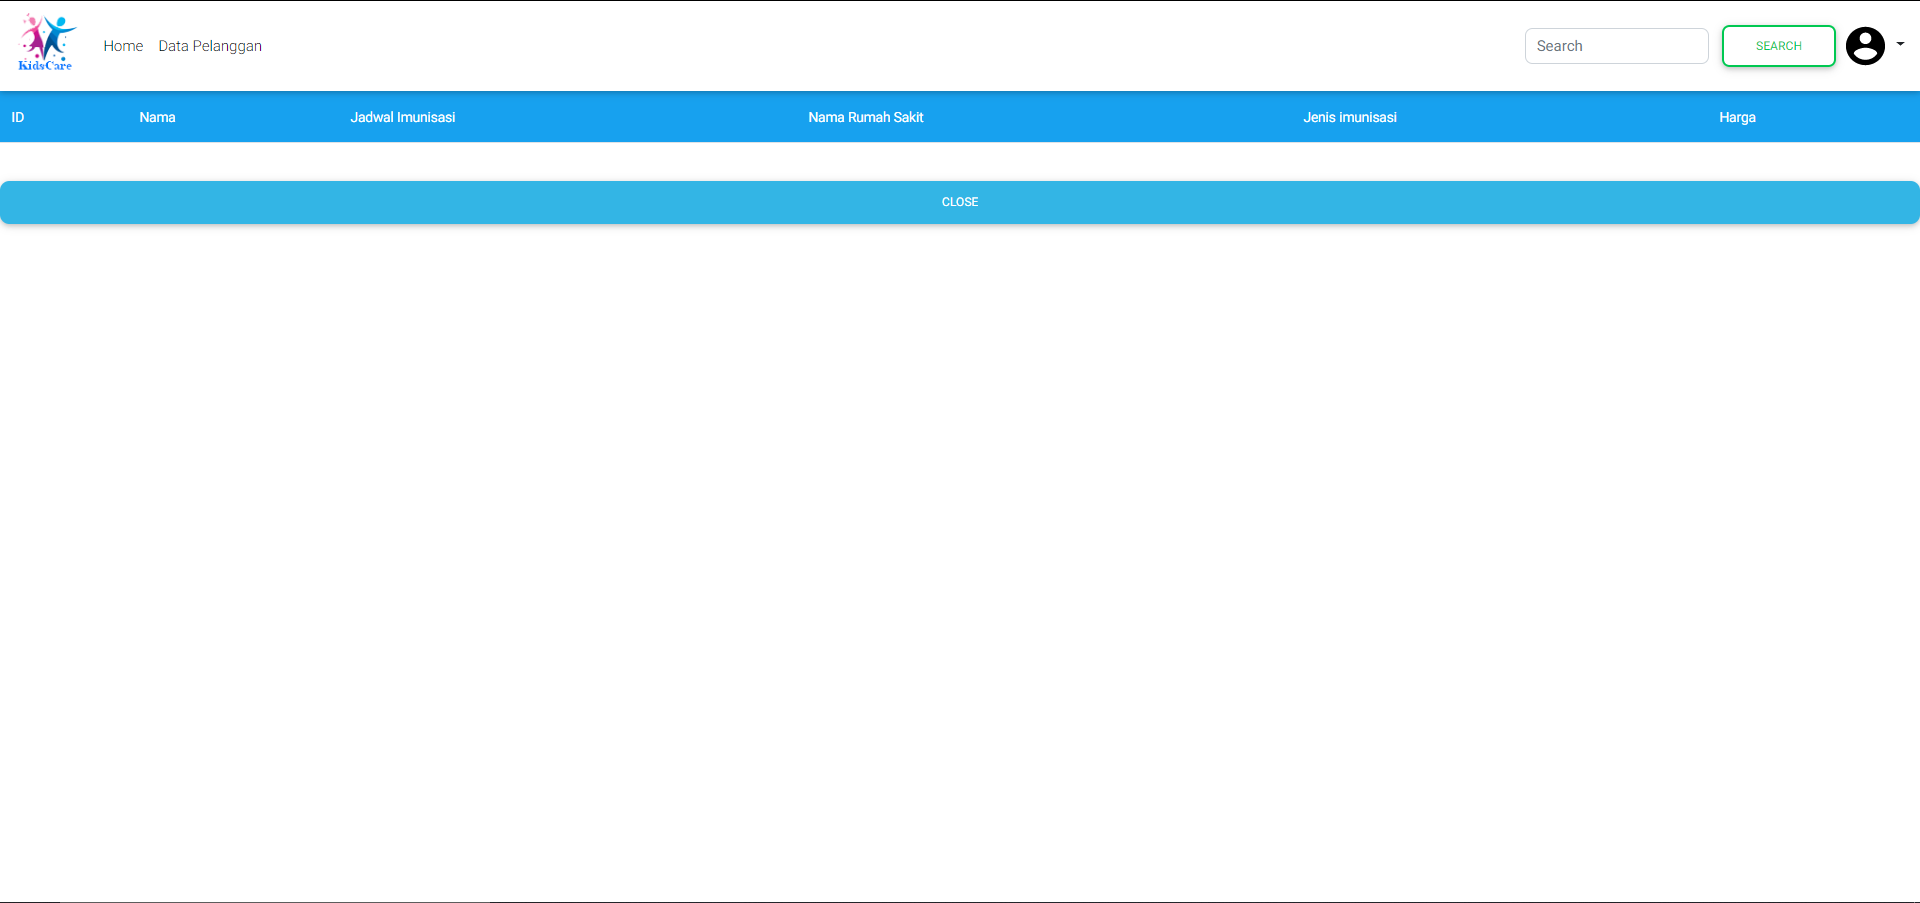 KidsCare
Home Data Pelanggan
Search SEARCH
ID Nama Jadwal Imunisasi Nama Rumah Sakit Jenis imunisasi Harga
CLOSE